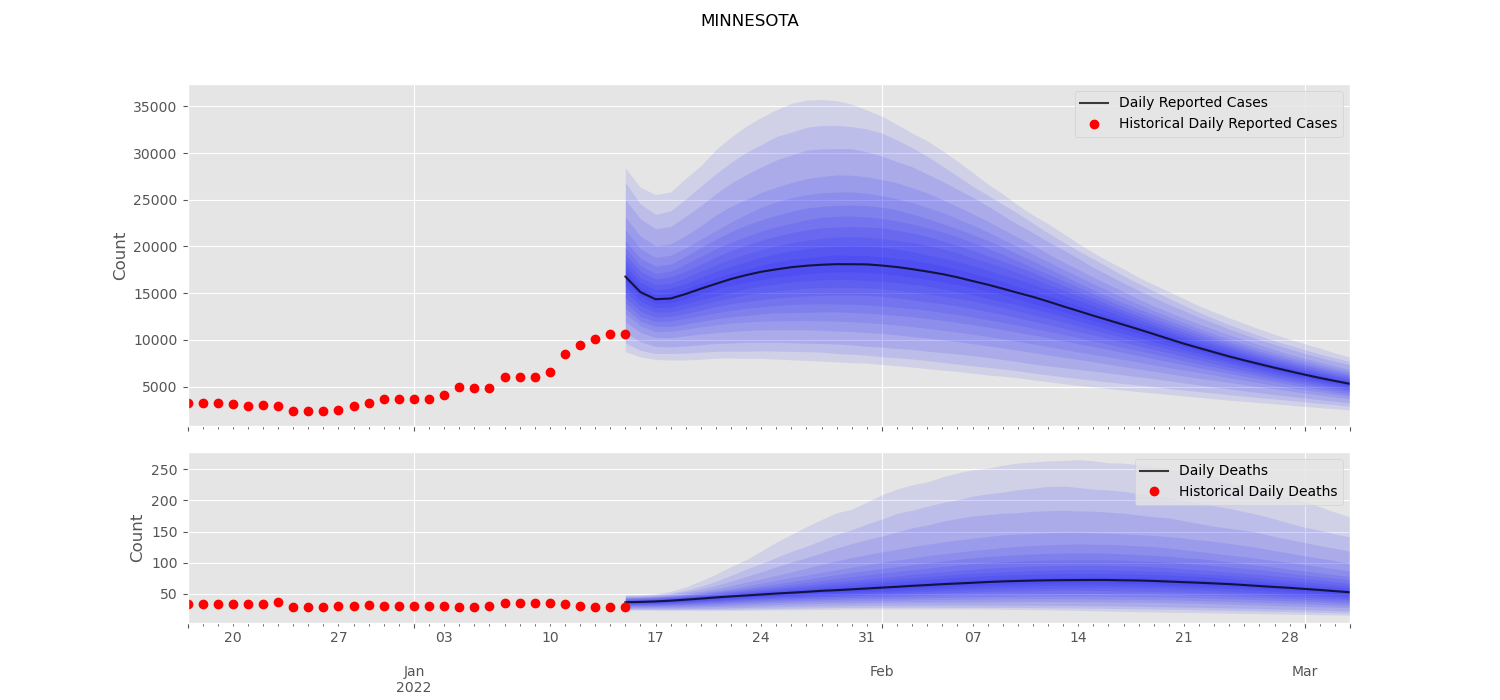 MINNESOTA
35000
30000
25000
20000
15000
10000
5000
Count
Daily Reported Cases
Historical Daily Reported Cases
250
200
150
100
50
Count
Daily Deaths
Historical Daily Deaths
20 27 03 10 17 24 31 07 14 21 28
Jan Feb Mar
2022